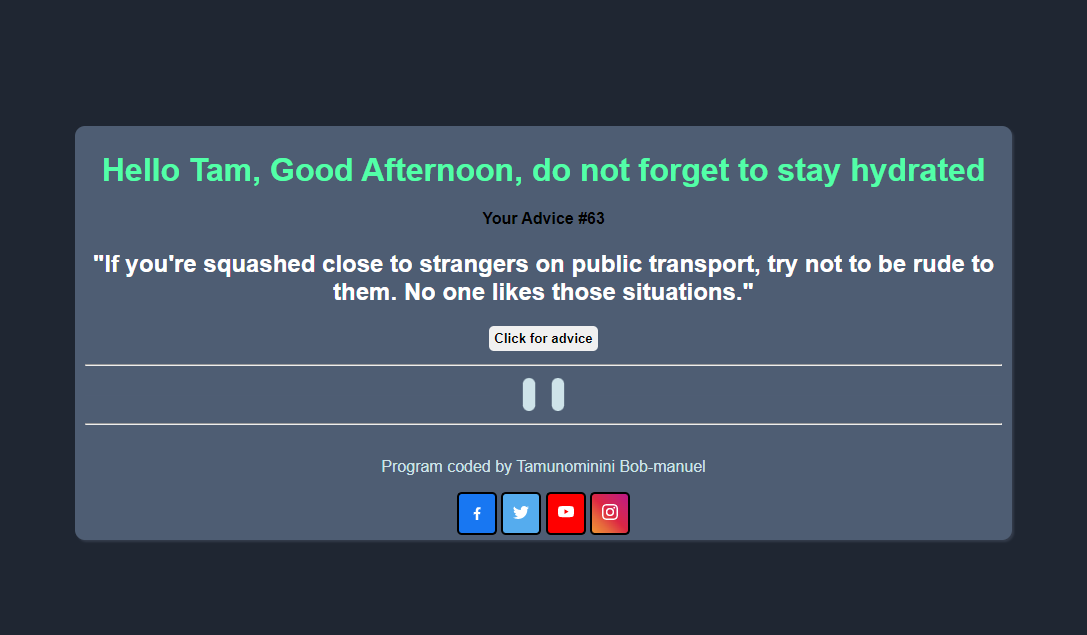 Hello Tam, Good Afternoon, do not forget to stay hydrated
Your Advice #63
"If you're squashed close to strangers on public transport, try not to be rude to
them. No one likes those situations."
Click for advice
Program coded by Tamunominini Bob-manuel